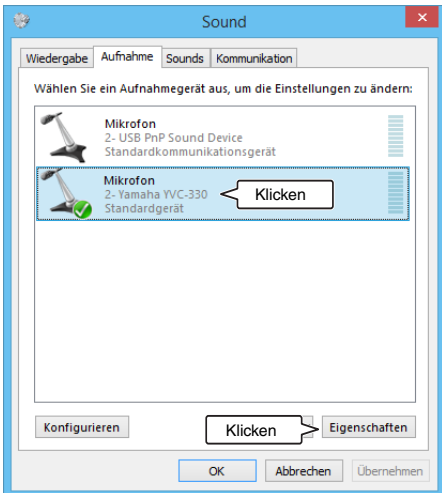 Sound
Wiedergabe Aufnahme Sounds Kommunikation
Wählen Sie ein Aufnahmegerät aus, um die Einstellungen zu ändern:
Mikrofon
2- USB PnP Sound Device
Standardkommunikationsgerät
Mikrofon
2- Yamaha YVC-330
Standardgerät
Klicken
Konfigurieren
Klicken
Eigenschaften
OK Abbrechen Übernehmen